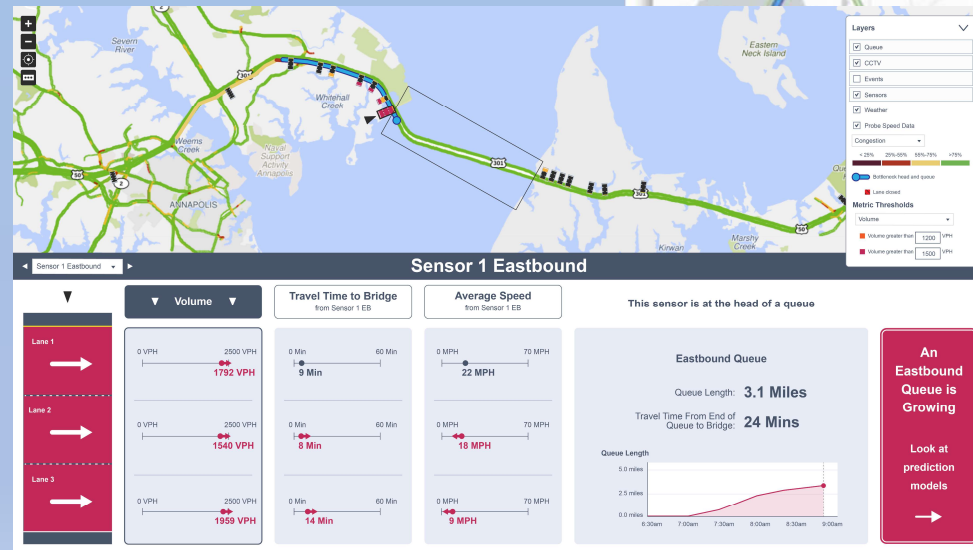 2
Severn
River
301
Whitehall
Creek
Weems
Creek
Naval
Support
Activity
Annapolis
50
2
ANNAPOLIS
Eastern
Neck Island
301
301
50
Kirwan
Marshy
Creek
Layers
Queue
CCTV
Events
Sensors
Weather
Probe Speed Data
Congestion
< 25% 25%-55% 55%-75% >75%
Bottleneck head and queue
Lane closed
Metric Thresholds
Volume
Volume greater than 1200 VPH
Volume greater than 1500 VPH
Sensor 1 Eastbound
Sensor 1 Eastbound
Volume
Travel Time to Bridge
from Sensor 1 EB
Average Speed
from Sensor 1 EB
This sensor is at the head of a queue
Lane 1
0 VPH 2500 VPH
1792 VPH
0 Min 60 Min
9 Min
0 MPH 70 MPH
22 MPH
Lane 2
0 VPH 2500 VPH
1540 VPH
0 Min 60 Min
8 Min
0 MPH 70 MPH
18 MPH
Lane 3
0 VPH 2500 VPH
1959 VPH
0 Min 60 Min
14 Min
0 MPH 70 MPH
9 MPH
Eastbound Queue
Queue Length: 3.1 Miles
Travel Time From End of
Queue to Bridge: 24 Mins
Queue Length
5.0 miles
2.5 miles
0.0 miles
6:30am 7:00am 7:30am 8:00am 8:30am 9:00am
An
Eastbound
Queue is
Growing
Look at
prediction
models